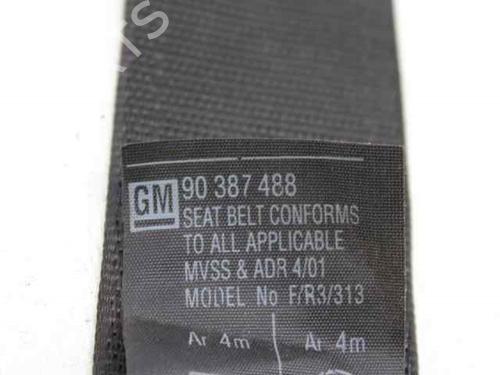 GM 90 387 488
SEAT BELT CONFORMS
TO ALL APPLICABLE
MVSS & ADR 4/01
MODEL No F/R3/313
Ar 4m Ar 4m